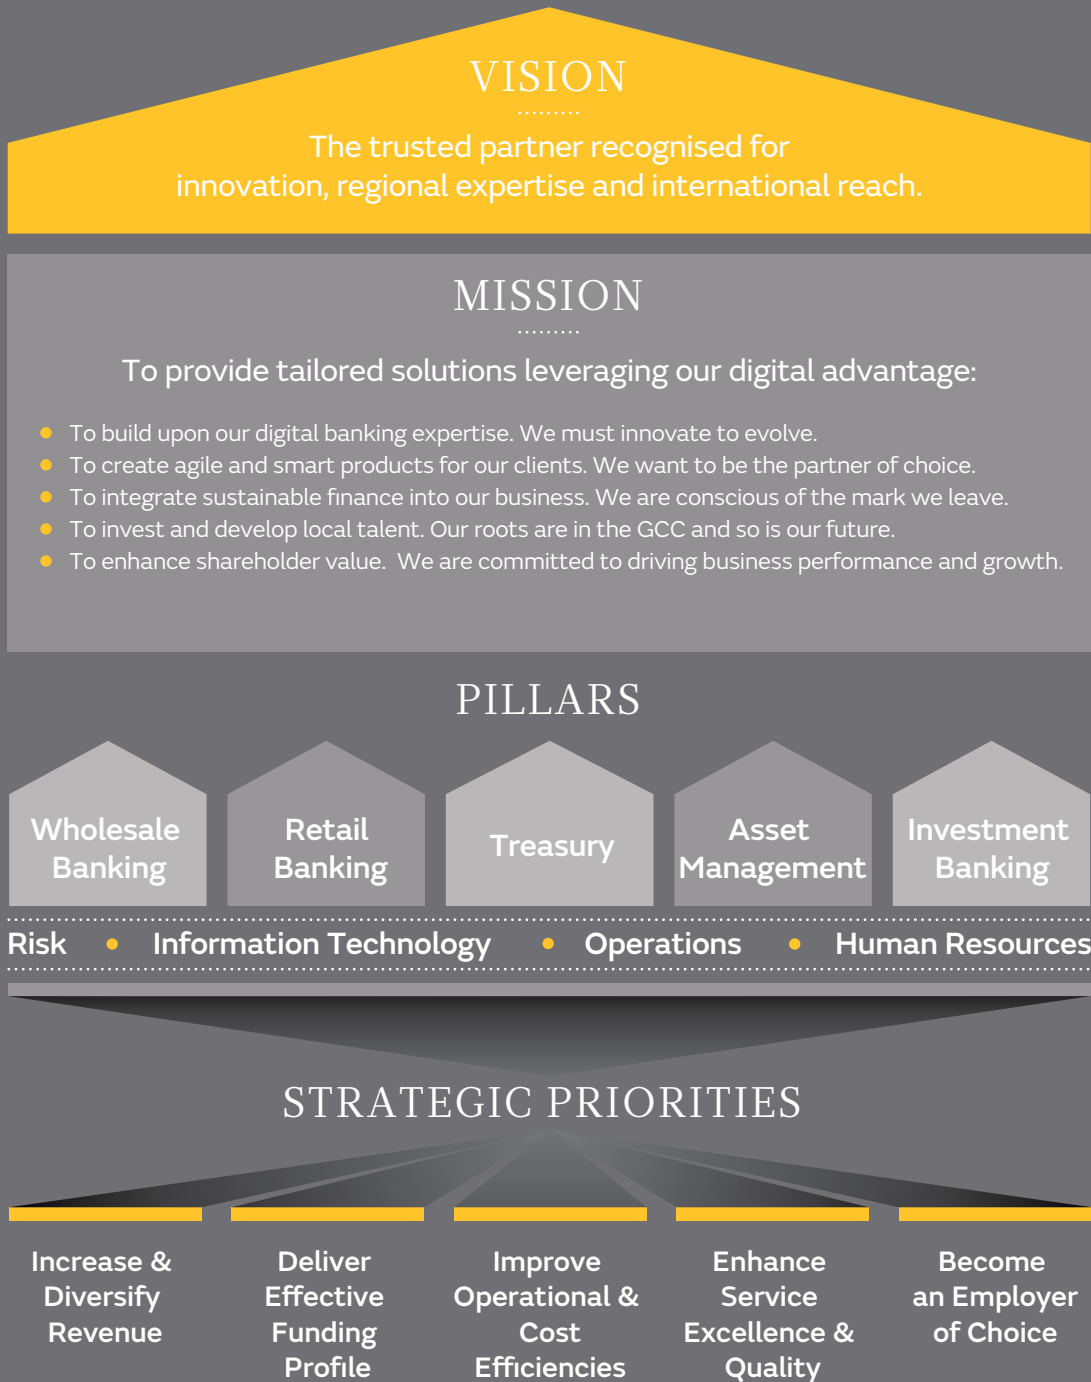 VISION
The trusted partner recognised for
innovation, regional expertise and international reach.
MISSION
To provide tailored solutions leveraging our digital advantage:
To build upon our digital banking expertise. We must innovate to evolve.
To create agile and smart products for our clients. We want to be the partner of choice.
To integrate sustainable finance into our business. We are conscious of the mark we leave.
To invest and develop local talent. Our roots are in the GCC and so is our future.
To enhance shareholder value.  We are committed to driving business performance and growth.
PILLARS
Wholesale
Banking
Retail
Banking
Treasury
Asset
Management
Investment
Banking
Risk • Information Technology • Operations • Human Resources
STRATEGIC PRIORITIES
Increase &
Diversify
Revenue
Deliver
Effective
Funding
Profile
Improve
Operational &
Cost
Efficiencies
Enhance
Service
Excellence &
Quality
Become
an Employer
of Choice